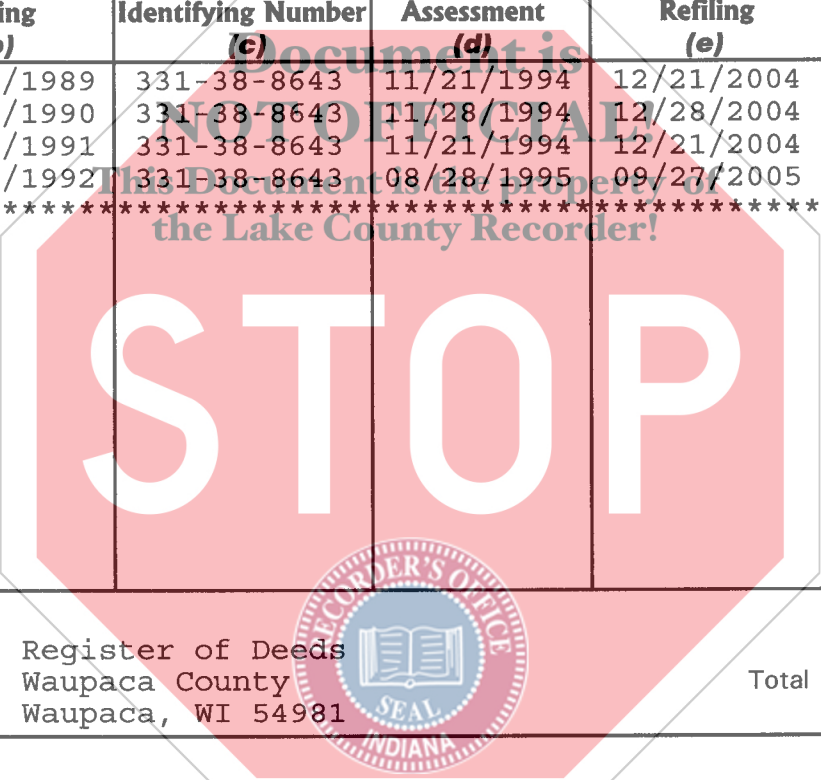 ing Identifying Number Assessment Refiling
) (c) (d) (e)
/1989 331-38-8643 11/21/1994 12/21/2004
/1990 331-38-8643 11/28/1994 12/28/2004
/1991 331-38-8643 11/21/1994 12/21/2004
/1992 331-38-8643 08/28/1995 09/27/2005
Document is
NOT OFFICIAL!
This Document is the property of
the Lake County Recorder!
STOP
Register of Deeds
Waupaca County
Waupaca, WI 54981
Total
RECORDER'S OFFICE
SEAL
INDIANA